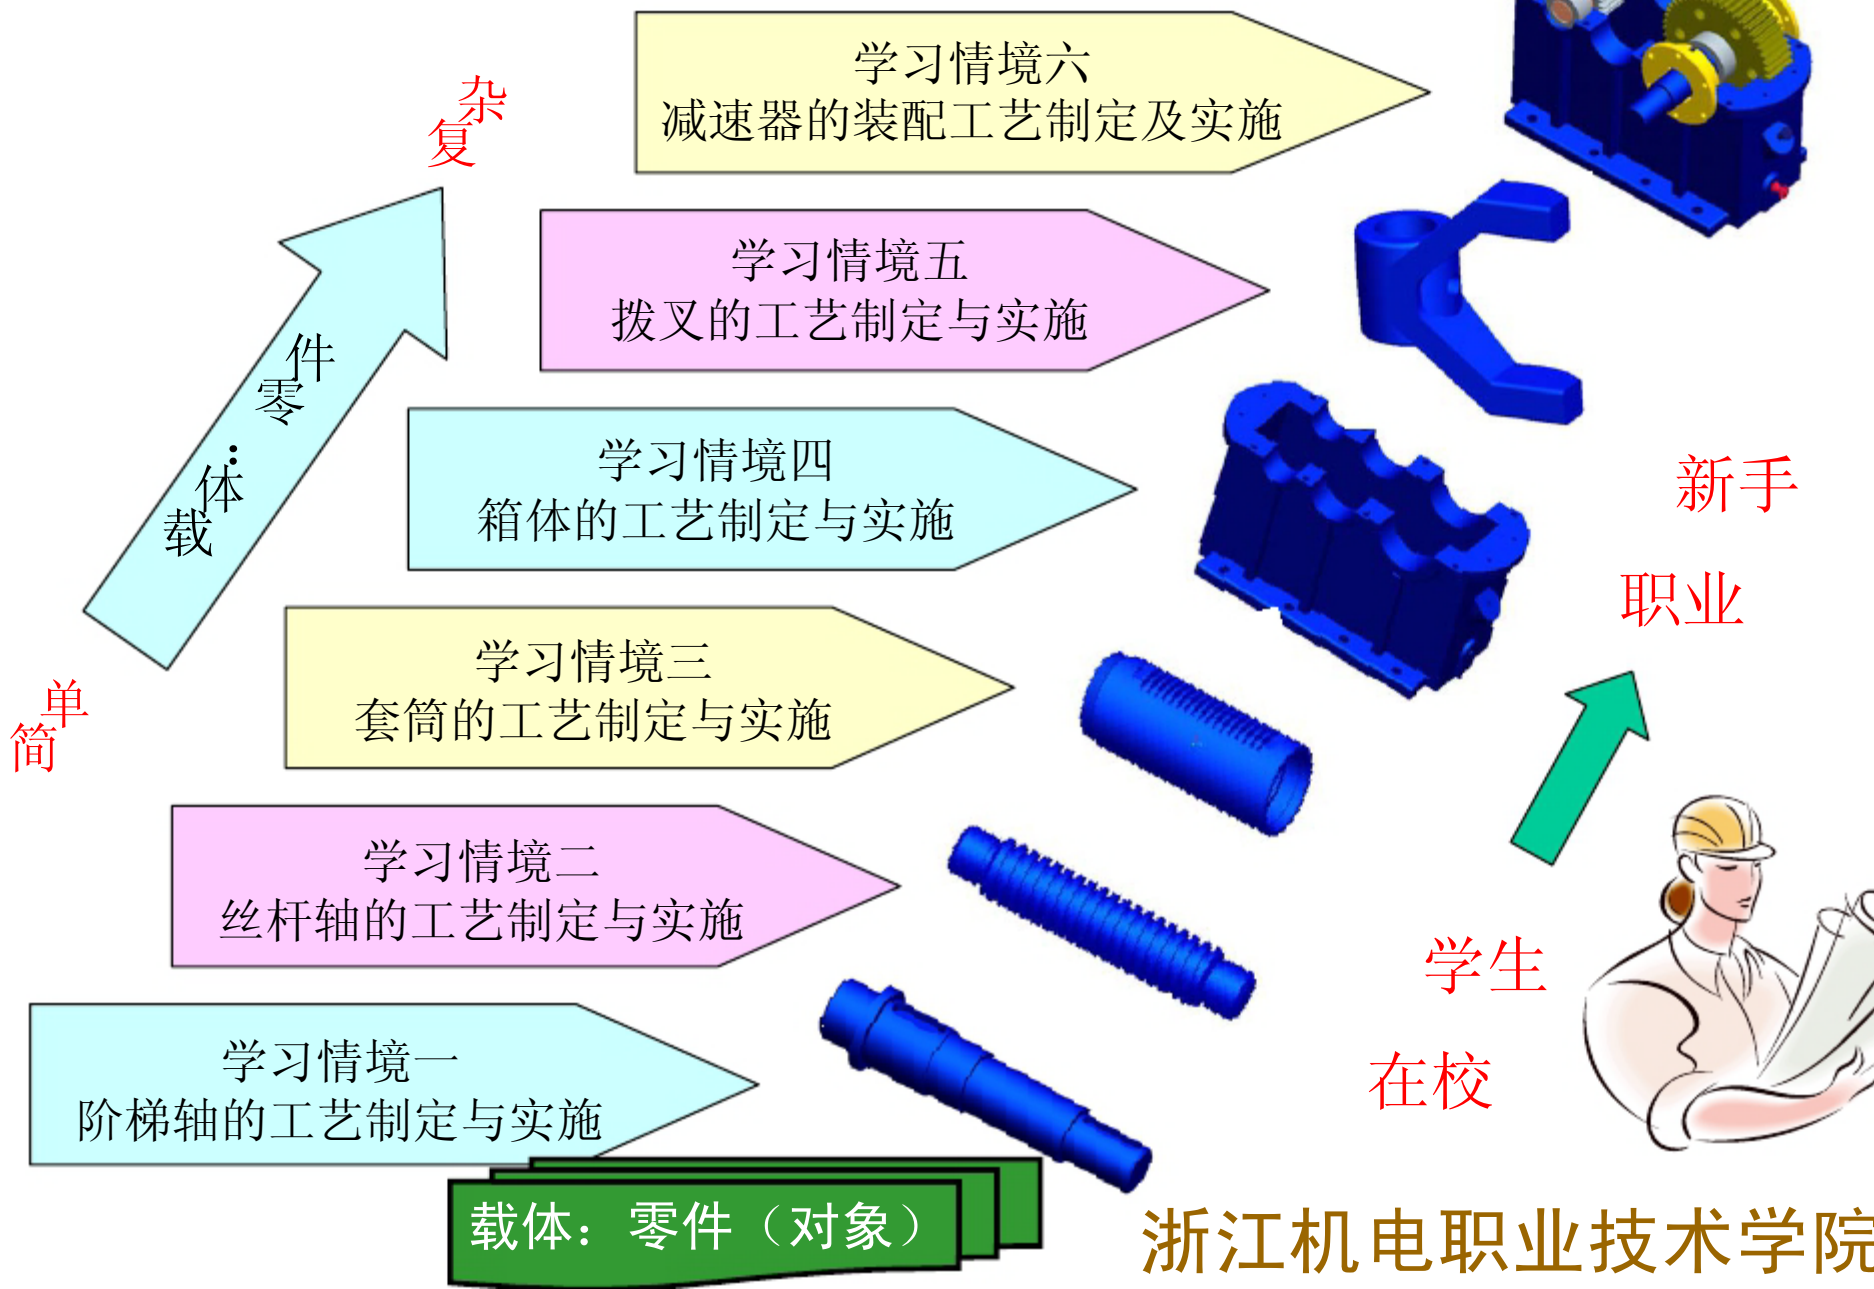 学习情境六
减速器的装配工艺制定及实施
复杂
学习情境五
拨叉的工艺制定与实施
载体：零件
学习情境四
箱体的工艺制定与实施
新手
职业
学习情境三
套筒的工艺制定与实施
简单
学习情境二
丝杆轴的工艺制定与实施
学生
在校
学习情境一
阶梯轴的工艺制定与实施
载体：零件（对象）
浙江机电职业技术学院